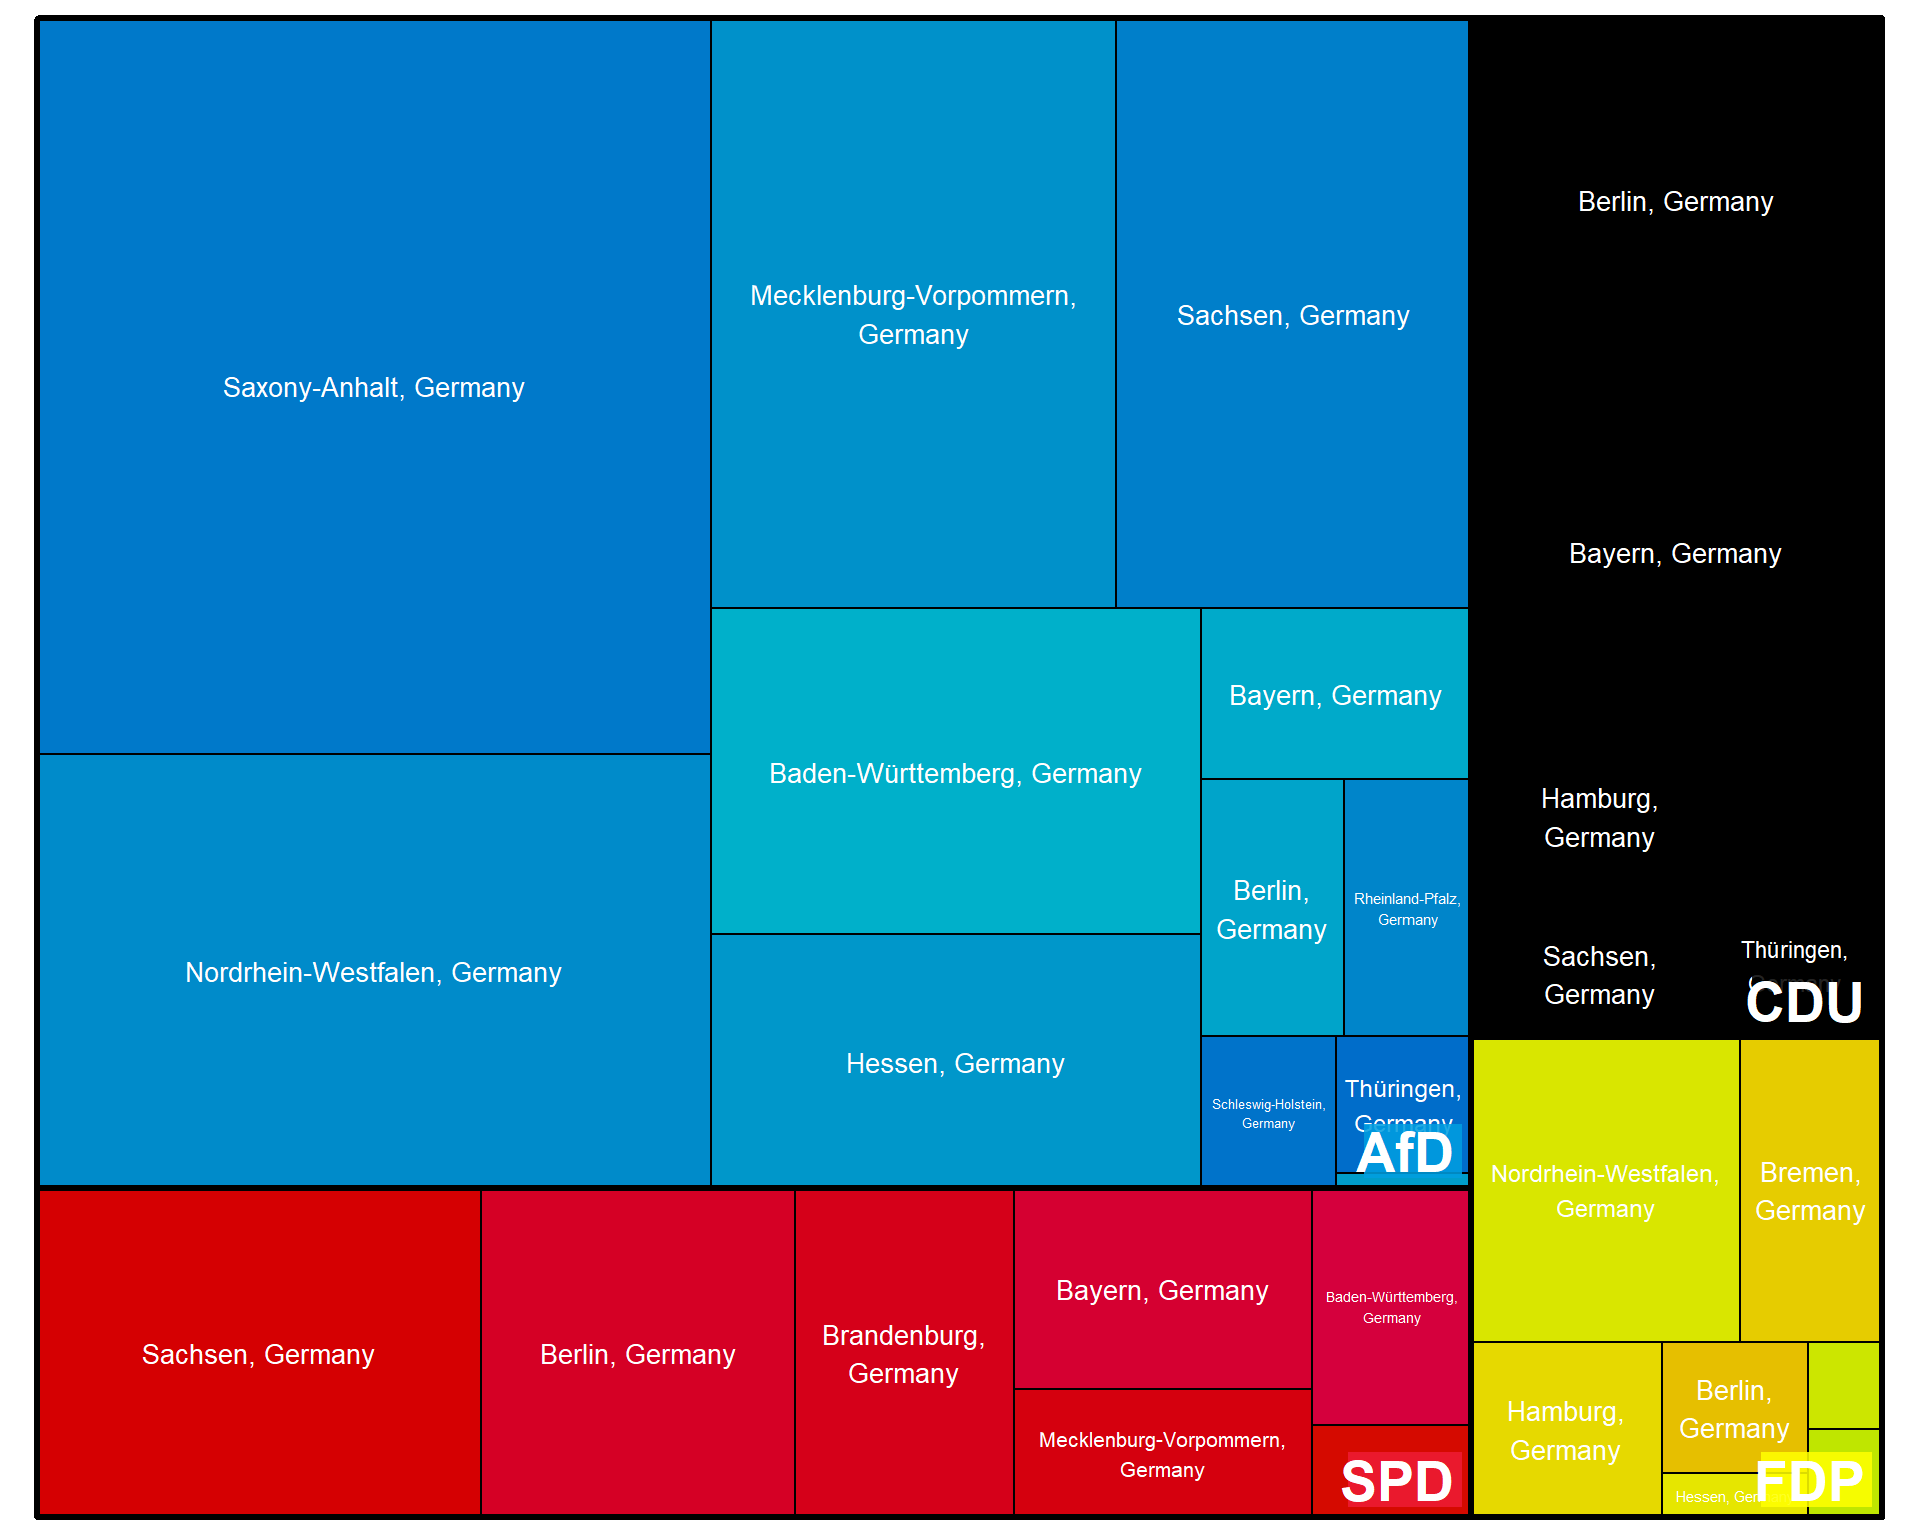 Saxony-Anhalt, Germany
Nordrhein-Westfalen, Germany
Mecklenburg-Vorpommern,
Germany
Sachsen, Germany
Baden-Württemberg, Germany
Hessen, Germany
Bayern, Germany
Berlin,
Germany
Rheinland-Pfalz,
Germany
Schleswig-Holstein,
Germany
Thüringen,
Germany
AfD
Berlin, Germany
Bayern, Germany
Hamburg,
Germany
Sachsen,
Germany
Thüringen,
Germany
CDU
Sachsen, Germany
Berlin, Germany
Brandenburg,
Germany
Bayern, Germany
Mecklenburg-Vorpommern,
Germany
Baden-Württemberg,
Germany
SPD
Nordrhein-Westfalen,
Germany
Bremen,
Germany
Hamburg,
Germany
Berlin,
Germany
Hessen,
FDP